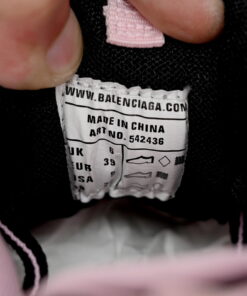 WWW.BALENCIAGA.COM
MADE IN CHINA
ART NO. 542436
UK 6
EUR 39
USA